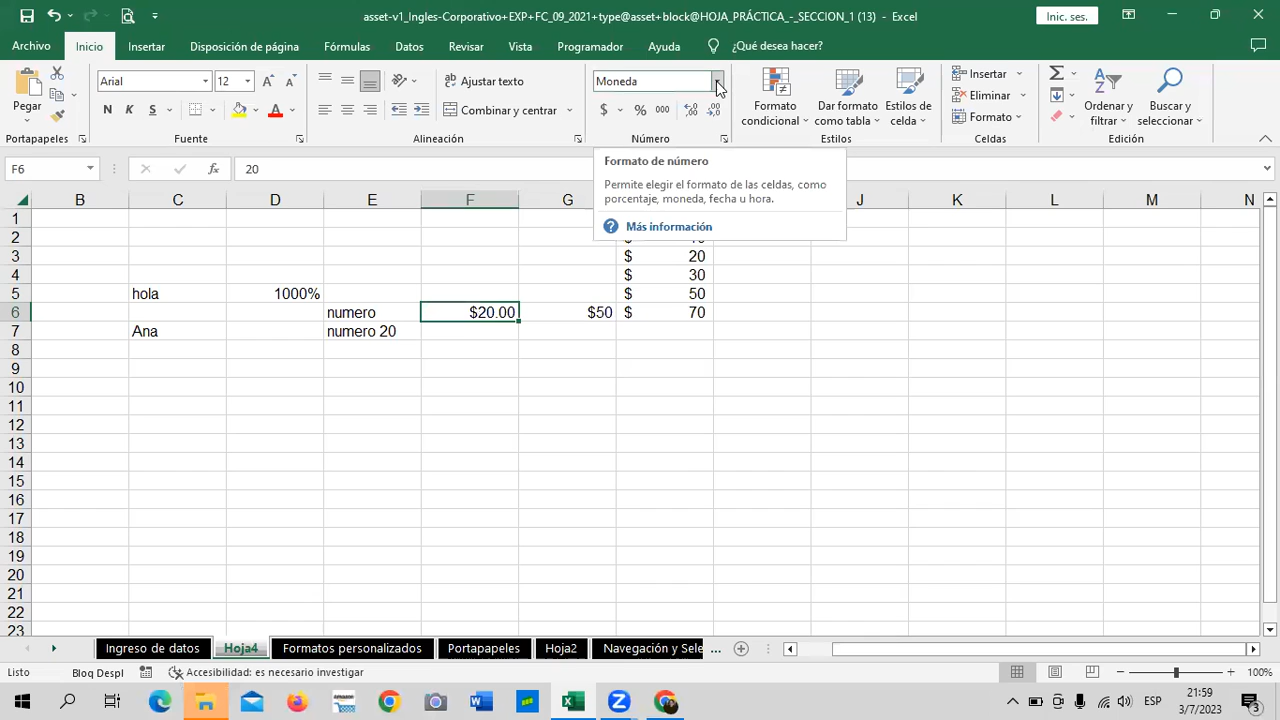 asset-v1_Ingles-Corporativo+EXP+FC_09_2021+type@asset+block@HOJA_PRÁCTICA_-_SECCION_1 (13) - Excel
Inic. ses.
Archivo Inicio Insertar Disposición de página Fórmulas Datos Revisar Vista Programador Ayuda ¿Qué desea hacer?
Pegar
Arial 12
N K S
Ajustar texto
Combinar y centrar
Moneda
$ % 000
Formato condicional
Dar formato como tabla
Estilos de celda
Insertar
Eliminar
Formato
Ordenar y filtrar
Buscar y seleccionar
Portapapeles Fuente Alineación Número Estilos Celdas Edición
F6 fx 20
Formato de número
Permite elegir el formato de las celdas, como
porcentaje, moneda, fecha u hora.
Más información
B C D E F G J K L M N
1
2
3 $ 20
4 $ 30
5 hola 1000% $ 50
6 numero $20.00 $50 $ 70
7 Ana numero 20
8
9
10
11
12
13
14
15
16
17
18
19
20
21
22
23
Ingreso de datos Hoja4 Formatos personalizados Portapapeles Hoja2 Navegación y Sele ...
Listo Bloq Despl Accesibilidad: es necesario investigar 100%
ESP 21:59
3/7/2023 3